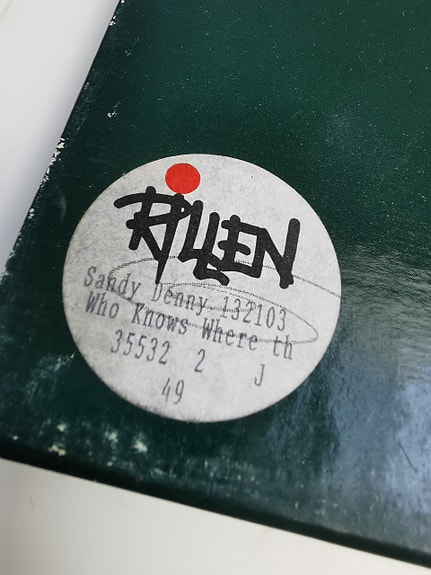 RILLEN
Sandy Denny 132103
Who Knows Where th
35532 2 J
49